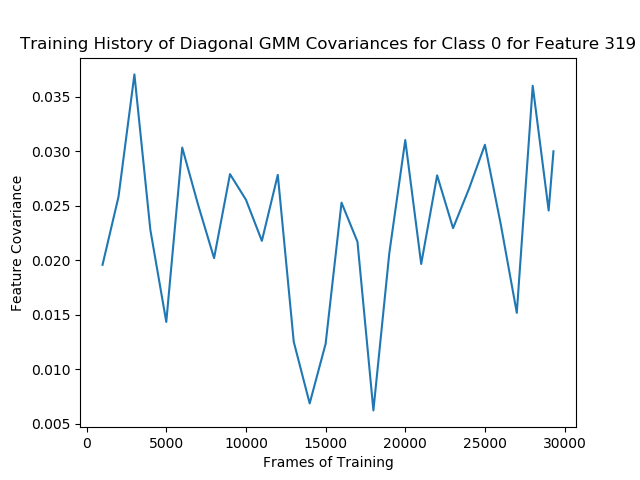 Training History of Diagonal GMM Covariances for Class 0 for Feature 319
0.035
0.030
0.025
0.020
0.015
0.010
0.005
Feature Covariance
0 5000 10000 15000 20000 25000 30000
Frames of Training